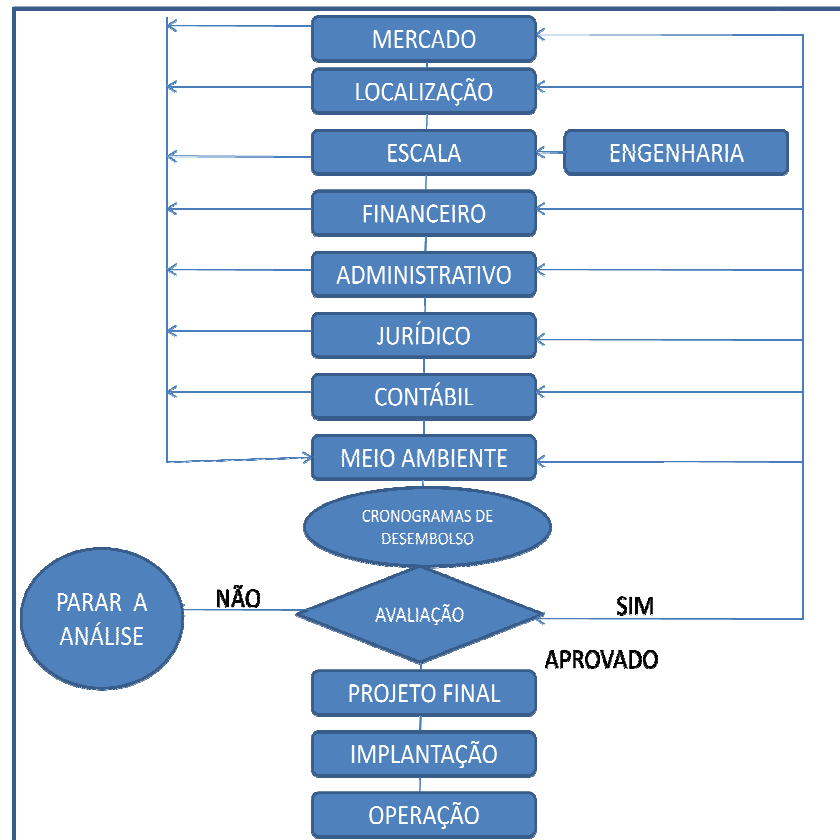 MERCADO
LOCALIZAÇÃO
ESCALA
ENGENHARIA
FINANCEIRO
ADMINISTRATIVO
JURÍDICO
CONTÁBIL
MEIO AMBIENTE
CRONOGRAMAS DE
DESEMBOLSO
PARAR A
ANÁLISE
NÃO
AVALIAÇÃO
SIM
APROVADO
PROJETO FINAL
IMPLANTAÇÃO
OPERAÇÃO